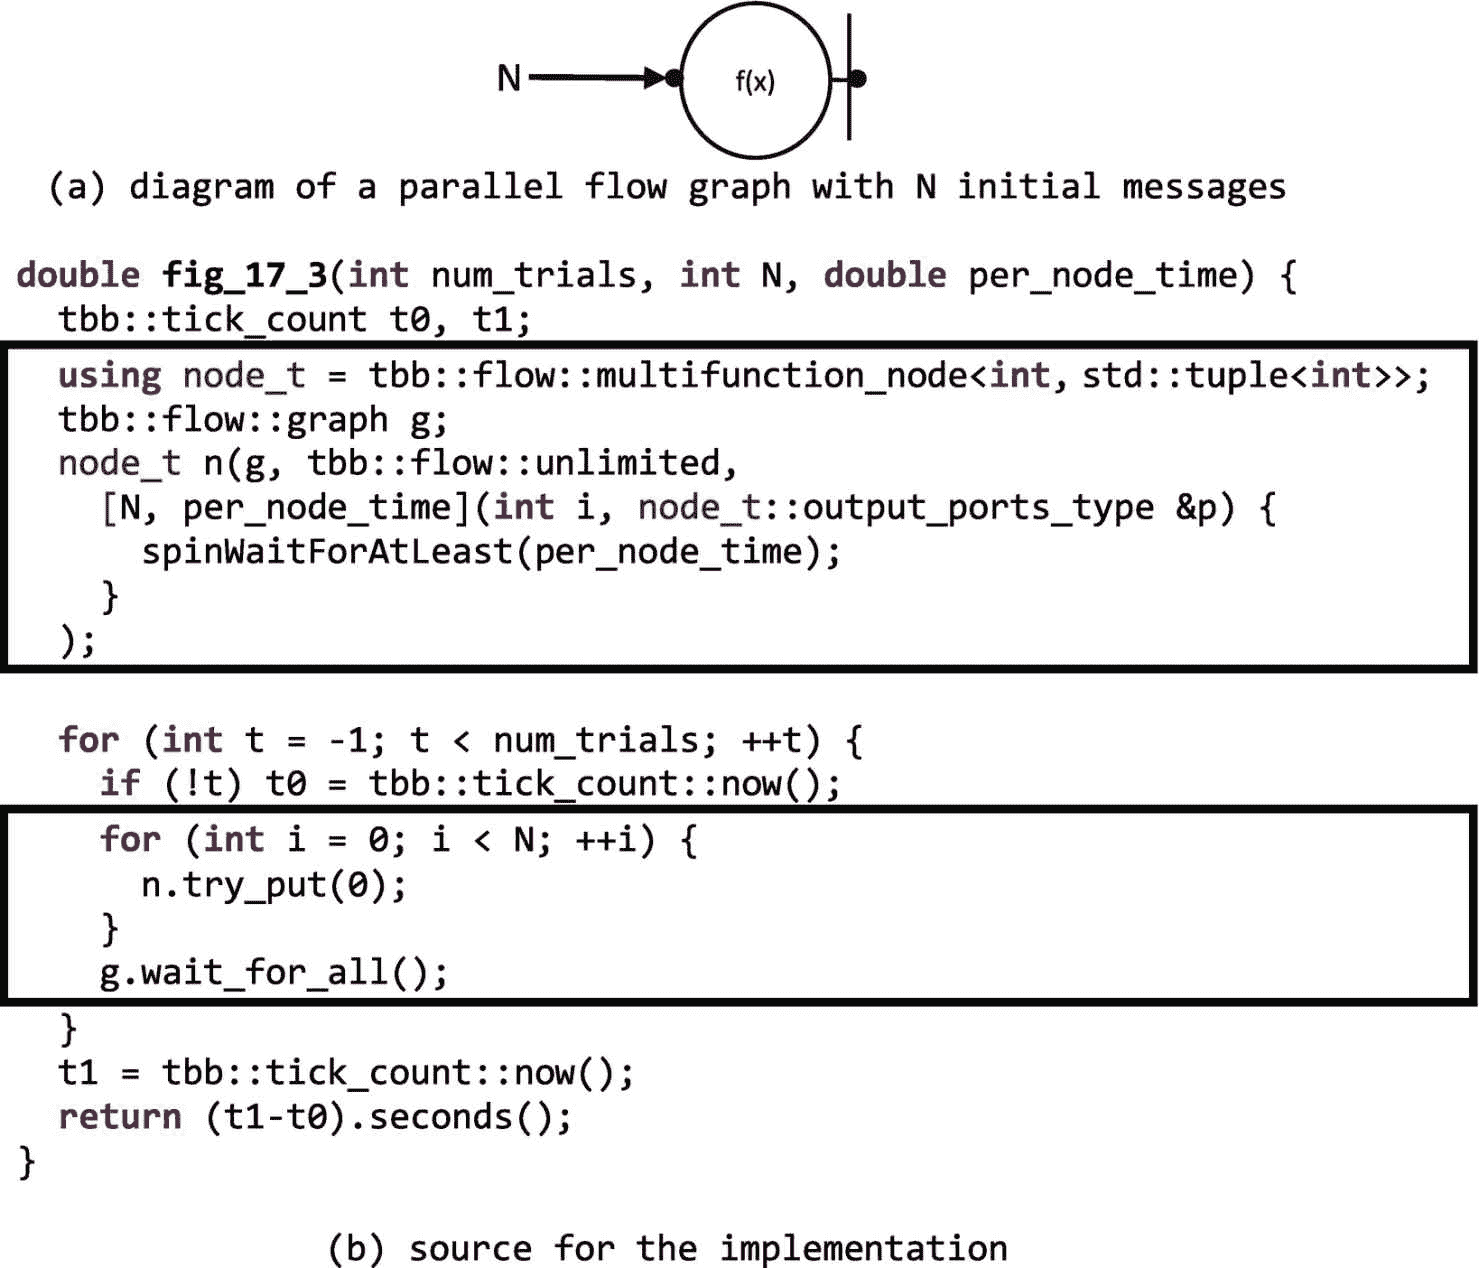 N f(x)
(a) diagram of a parallel flow graph with N initial messages
double fig_17_3(int num_trials, int N, double per_node_time) {
  tbb::tick_count t0, t1;
  using node_t = tbb::flow::multifunction_node<int, std::tuple<int>>;
  tbb::flow::graph g;
  node_t n(g, tbb::flow::unlimited,
    [N, per_node_time](int i, node_t::output_ports_type &p) {
      spinWaitForAtLeast(per_node_time);
    }
  );
  for (int t = -1; t < num_trials; ++t) {
    if (!t) t0 = tbb::tick_count::now();
    for (int i = 0; i < N; ++i) {
      n.try_put(0);
    }
    g.wait_for_all();
  }
  t1 = tbb::tick_count::now();
  return (t1-t0).seconds();
}
(b) source for the implementation